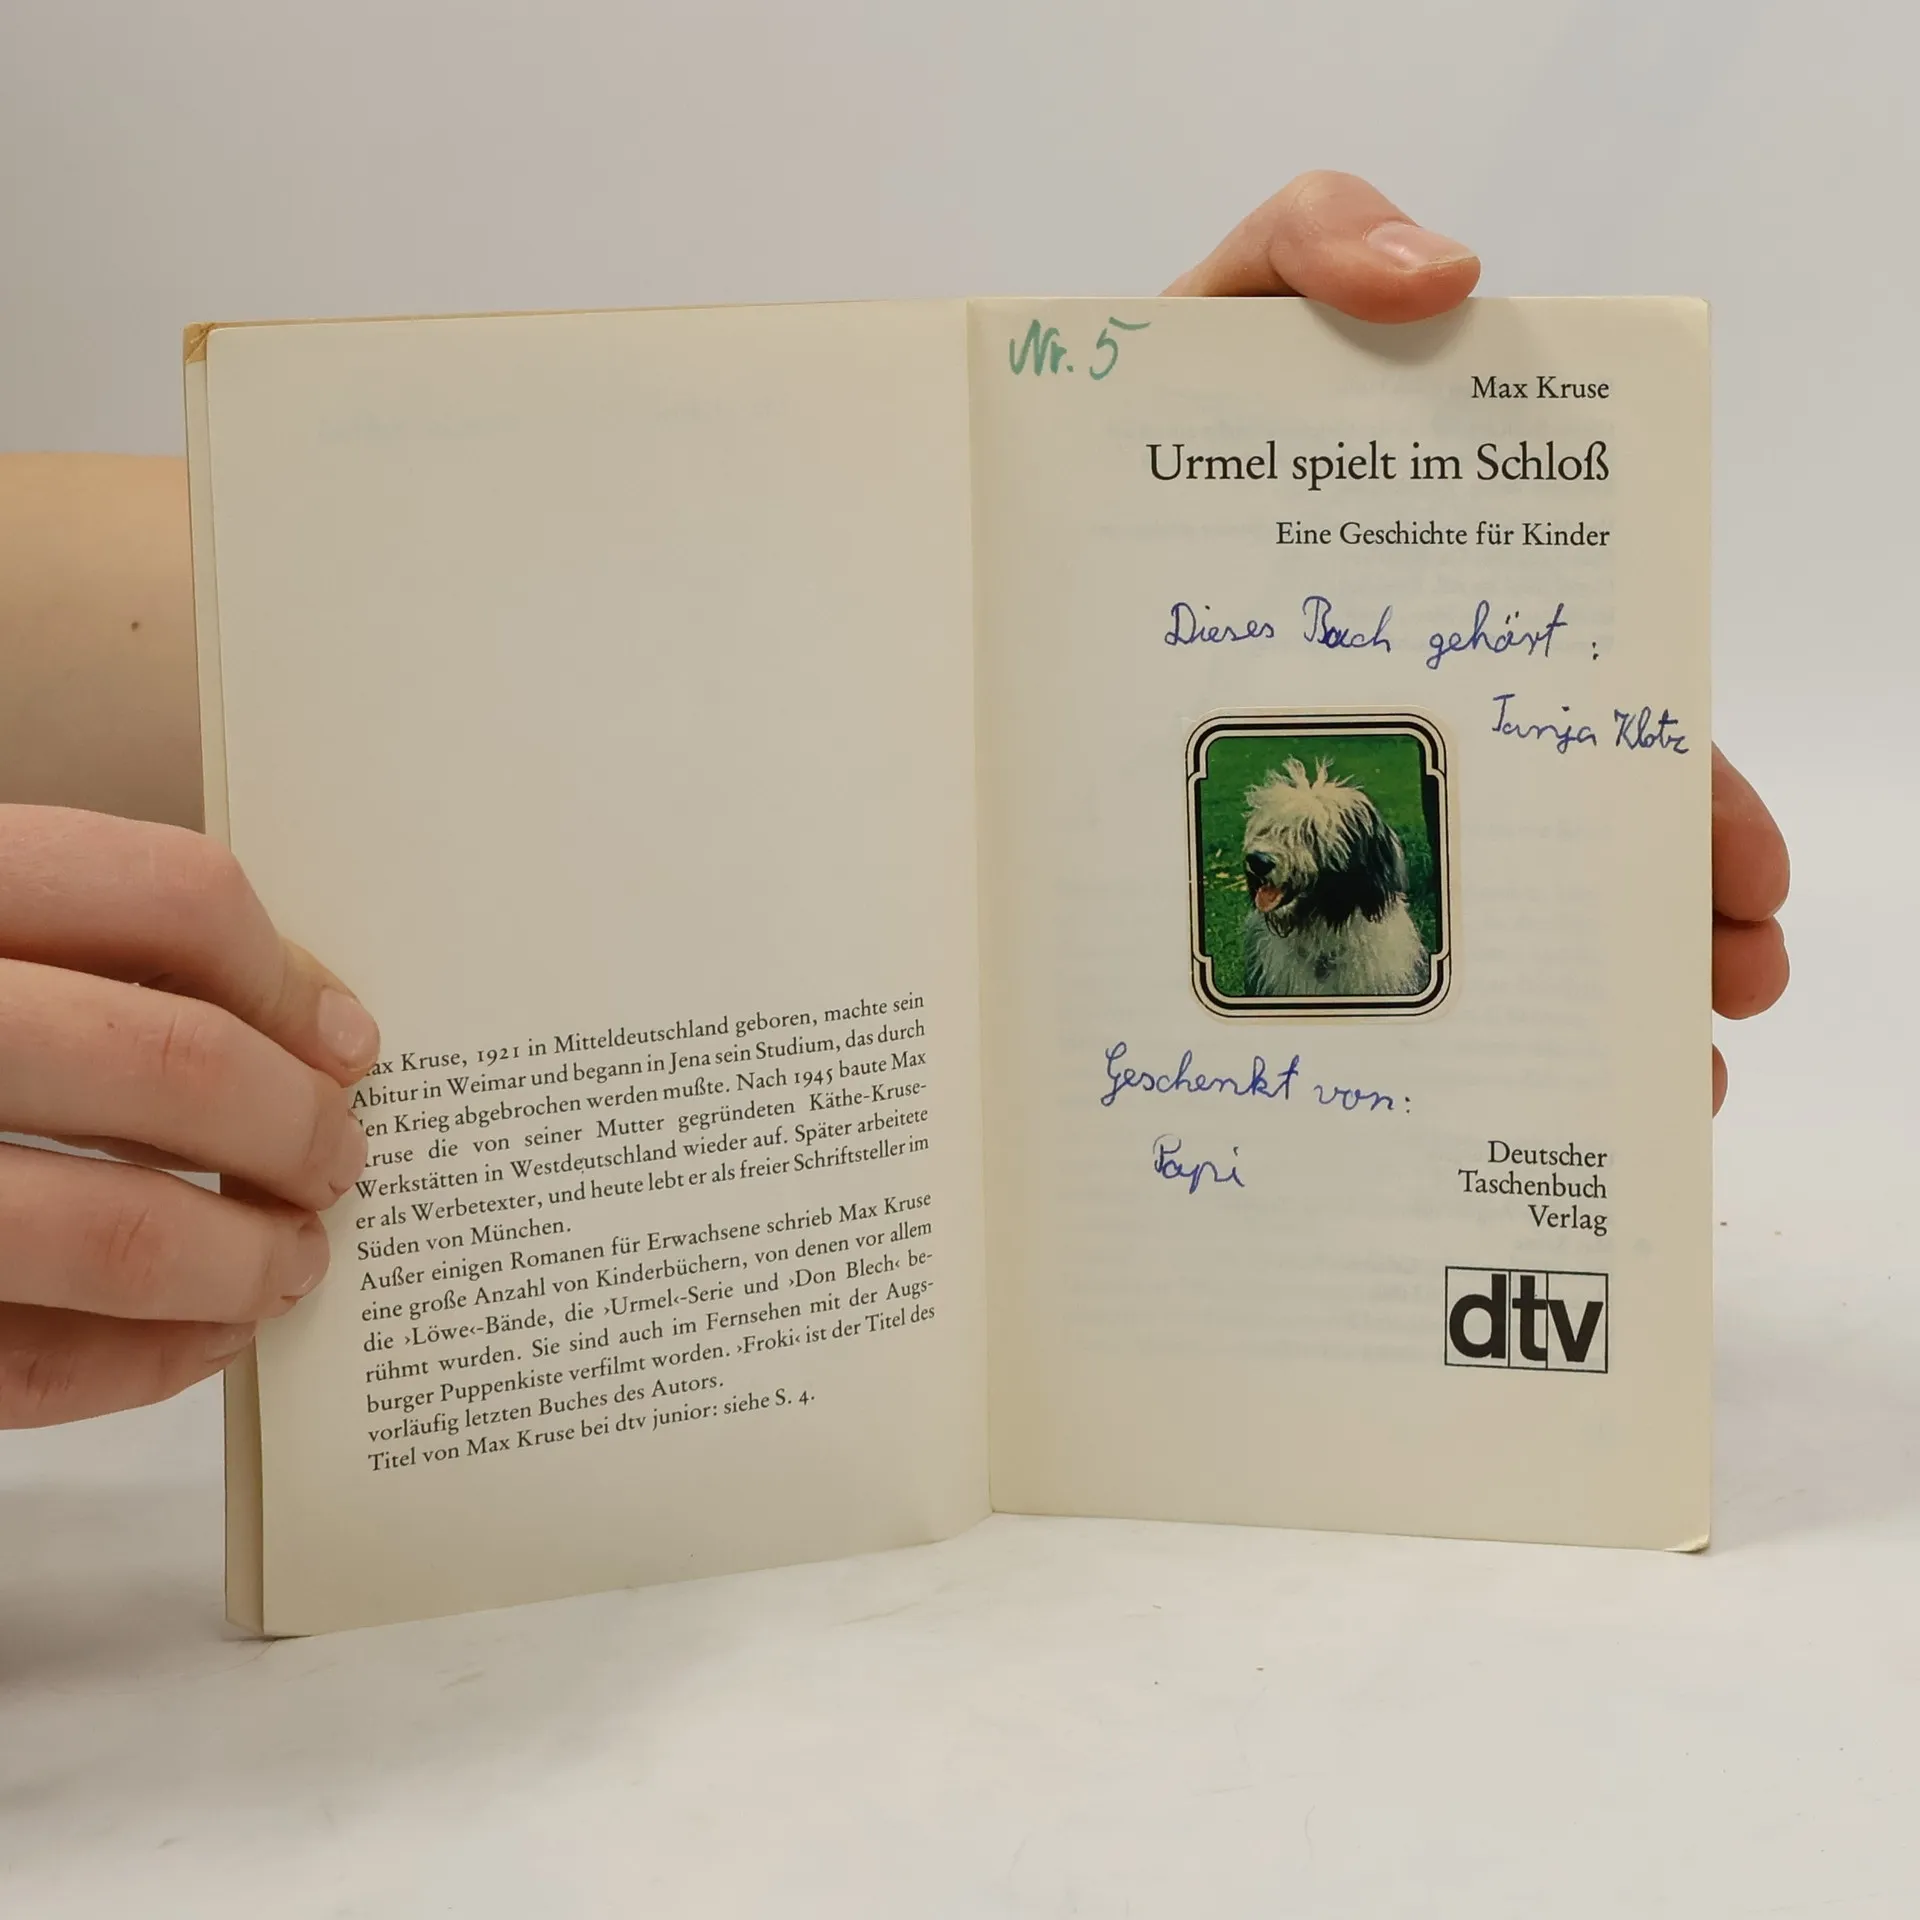 ax Kruse, 1921 in Mitteldeutschland geboren, machte sein
Abitur in Weimar und begann in Jena sein Studium, das durch
en Krieg abgebrochen werden mußte. Nach 1945 baute Max
ruse die von seiner Mutter gegründeten Käthe-Kruse-
Werkstätten in Westdeutschland wieder auf. Später arbeitete
er als Werbetexter, und heute lebt er als freier Schriftsteller im
Süden von München.
Außer einigen Romanen für Erwachsene schrieb Max Kruse
eine große Anzahl von Kinderbüchern, von denen vor allem
die ›Löwe‹-Bände, die ›Urmel‹-Serie und ›Don Blech‹ be-
rühmt wurden. Sie sind auch im Fernsehen mit der Augs-
burger Puppenkiste verfilmt worden. ›Froki‹ ist der Titel des
vorläufig letzten Buches des Autors.
Titel von Max Kruse bei dtv junior: siehe S. 4.
Nr. 5
Max Kruse
Urmel spielt im Schloß
Eine Geschichte für Kinder
Dieses Buch gehört :
Tanja Klotz
Geschenkt von:
Papi
Deutscher
Taschenbuch
Verlag
dtv